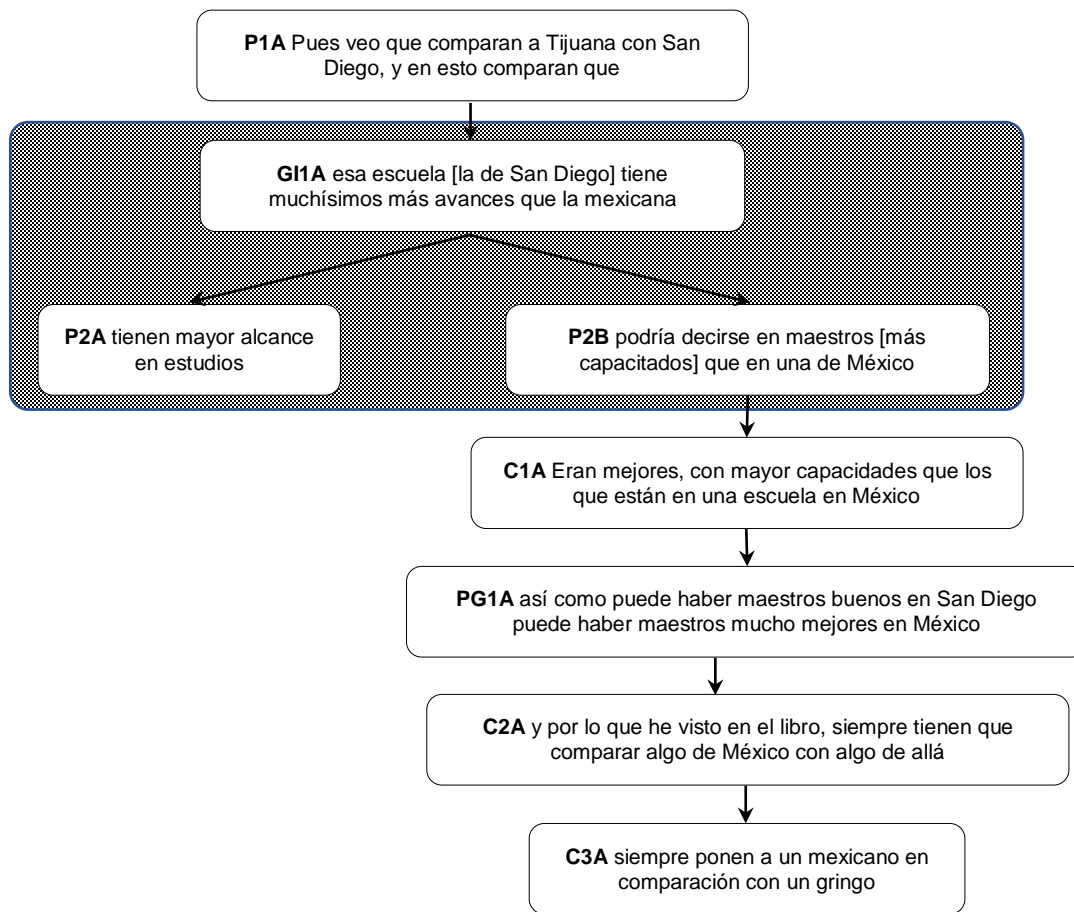 P1A Pues veo que comparan a Tijuana con San
Diego, y en esto comparan que
GI1A esa escuela [la de San Diego] tiene
muchísimos más avances que la mexicana
P2A tienen mayor alcance
en estudios
P2B podría decirse en maestros [más
capacitados] que en una de México
C1A Eran mejores, con mayor capacidades que los
que están en una escuela en México
PG1A así como puede haber maestros buenos en San Diego
puede haber maestros mucho mejores en México
C2A y por lo que he visto en el libro, siempre tienen que
comparar algo de México con algo de allá
C3A siempre ponen a un mexicano en
comparación con un gringo